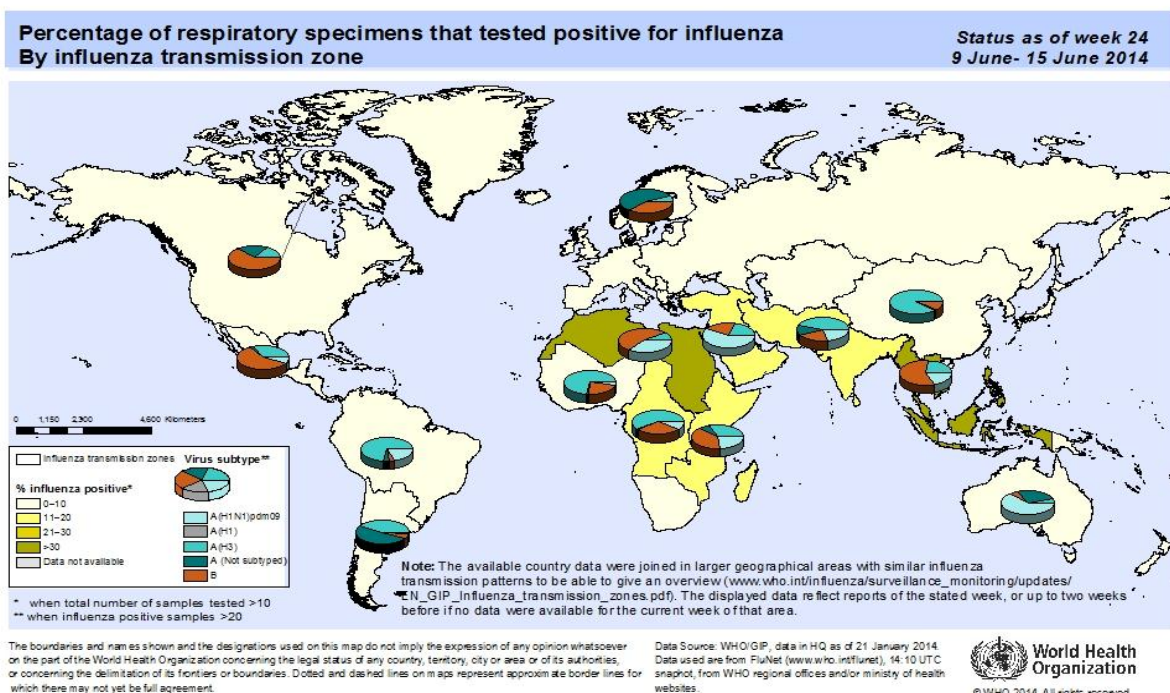 Percentage of respiratory specimens that tested positive for influenza
By influenza transmission zone
Status as of week 24
9 June- 15 June 2014
0 1,150 2,300 4,600 Kilometers
Influenza transmission zones
Virus subtype**
% influenza positive*
0-10
11-20
21-30
>30
Data not available
A(H1N1)pdm09
A(H1)
A(H3)
A (Not subtyped)
B
* when total number of samples tested >10
** when influenza positive samples >20
Note: The available country data were joined in larger geographical areas with similar influenza
transmission patterns to be able to give an overview (www.who.int/influenza/surveillance_monitoring/updates/
EN_GIP_Influenza_transmission_zones.pdf). The displayed data reflect reports of the stated week, or up to two weeks
before if no data were available for the current week of that area.
The boundaries and names shown and the designations used on this map do not imply the expression of any opinion whatsoever
on the part of the World Health Organization concerning the legal status of any country, territory, city or area or of its authorities,
or concerning the delimitation of its frontiers or boundaries. Dotted and dashed lines on maps represent approximate border lines for
which there may not yet be full agreement.
Data Source: WHO/GIP, data in HQ as of 21 January 2014.
Data used are from FluNet (www.who.int/flunet), 14:10 UTC
snapshot, from WHO regional offices and/or ministry of health
websites.
World Health
Organization
© WHO 2014. All rights reserved.